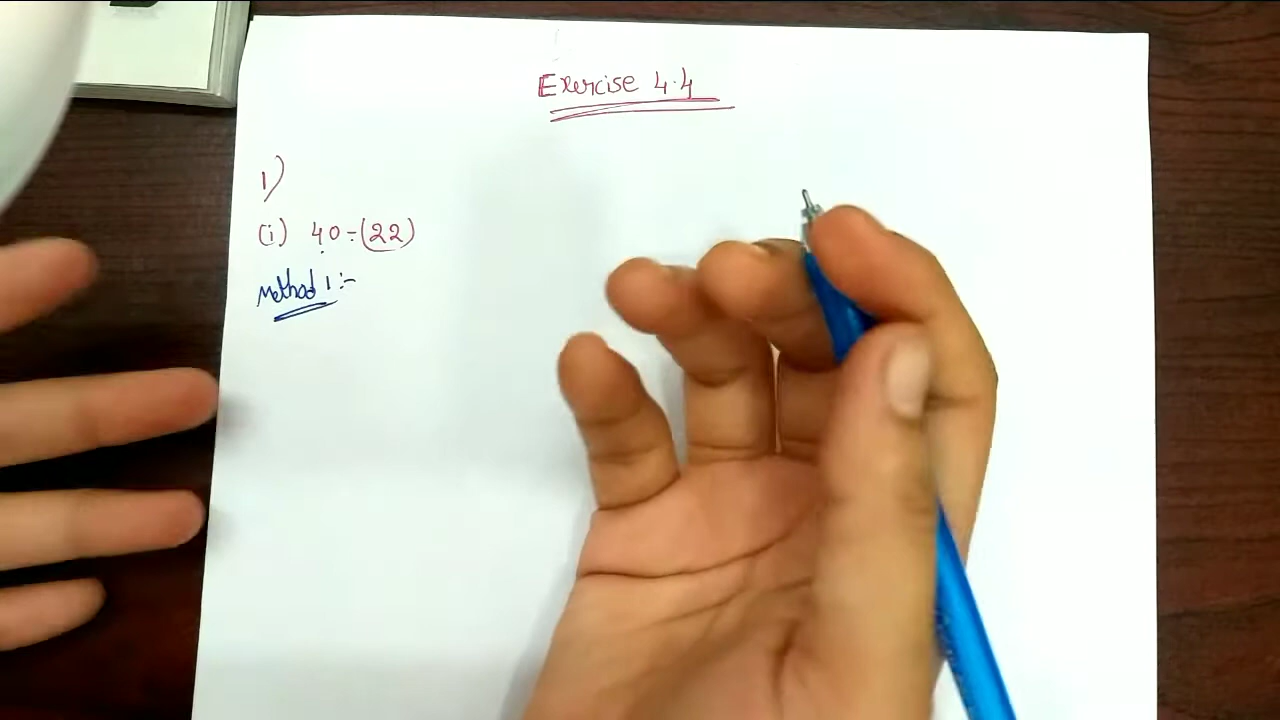 Exercise 4.4
1)
(i) 40÷(22)
Method 1:-